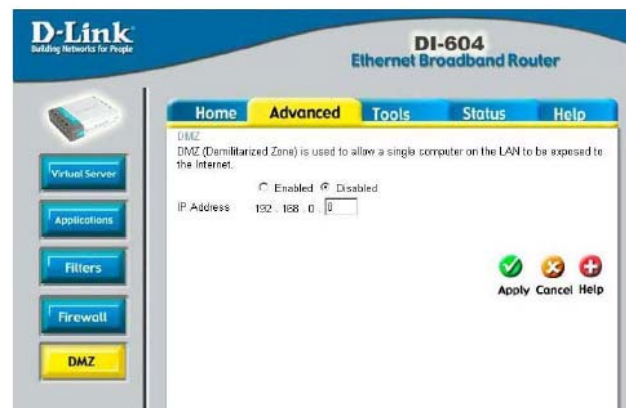 D-Link
Building Networks for People
DI-604
Ethernet Broadband Router
Home Advanced Tools Status Help
DMZ
DMZ (Demilitarized Zone) is used to allow a single computer on the LAN to be exposed to
the Internet.
Enabled Disabled
IP Address 192 . 168 . 0 . 0
Apply Cancel Help
Virtual Server
Applications
Filters
Firewall
DMZ